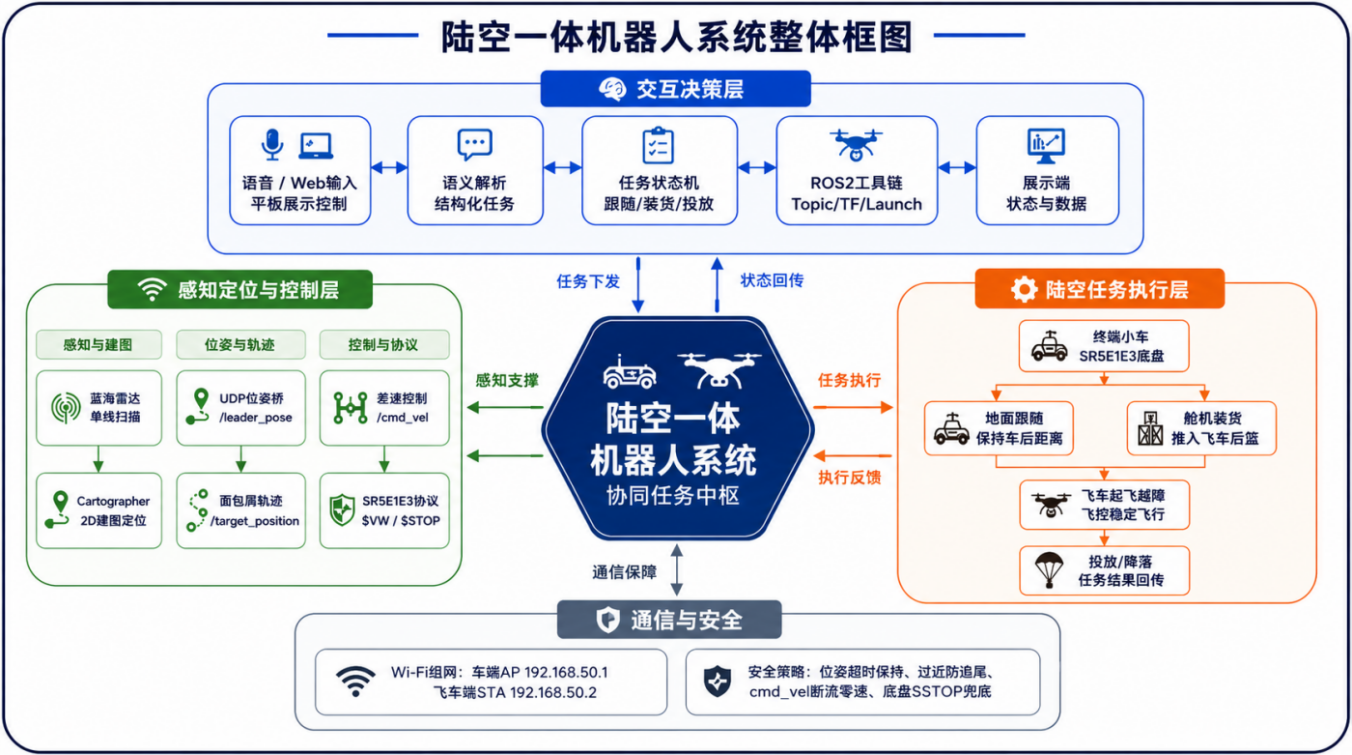 陆空一体机器人系统整体框图
交互决策层
语音 / Web输入
平板展示控制
语义解析
结构化任务
任务状态机
跟随/装货/投放
ROS2工具链
Topic/TF/Launch
展示端
状态与数据
任务下发
状态回传
感知定位与控制层
感知与建图
位姿与轨迹
控制与协议
蓝海雷达
单线扫描
UDP位姿桥
/leader_pose
差速控制
/cmd_vel
Cartographer
2D建图定位
面包屑轨迹
/target_position
SR5E1E3协议
$VW / $STOP
感知支撑
陆空一体
机器人系统
协同任务中枢
任务执行
执行反馈
陆空任务执行层
终端小车
SR5E1E3底盘
地面跟随
保持车后距离
舵机装货
推入飞车后篮
飞车起飞越障
飞控稳定飞行
投放/降落
任务结果回传
通信保障
通信与安全
Wi-Fi组网：车端AP 192.168.50.1
飞车端STA 192.168.50.2
安全策略：位姿超时保持、过近防追尾、
cmd_vel断流零速、底盘SSTOP兜底